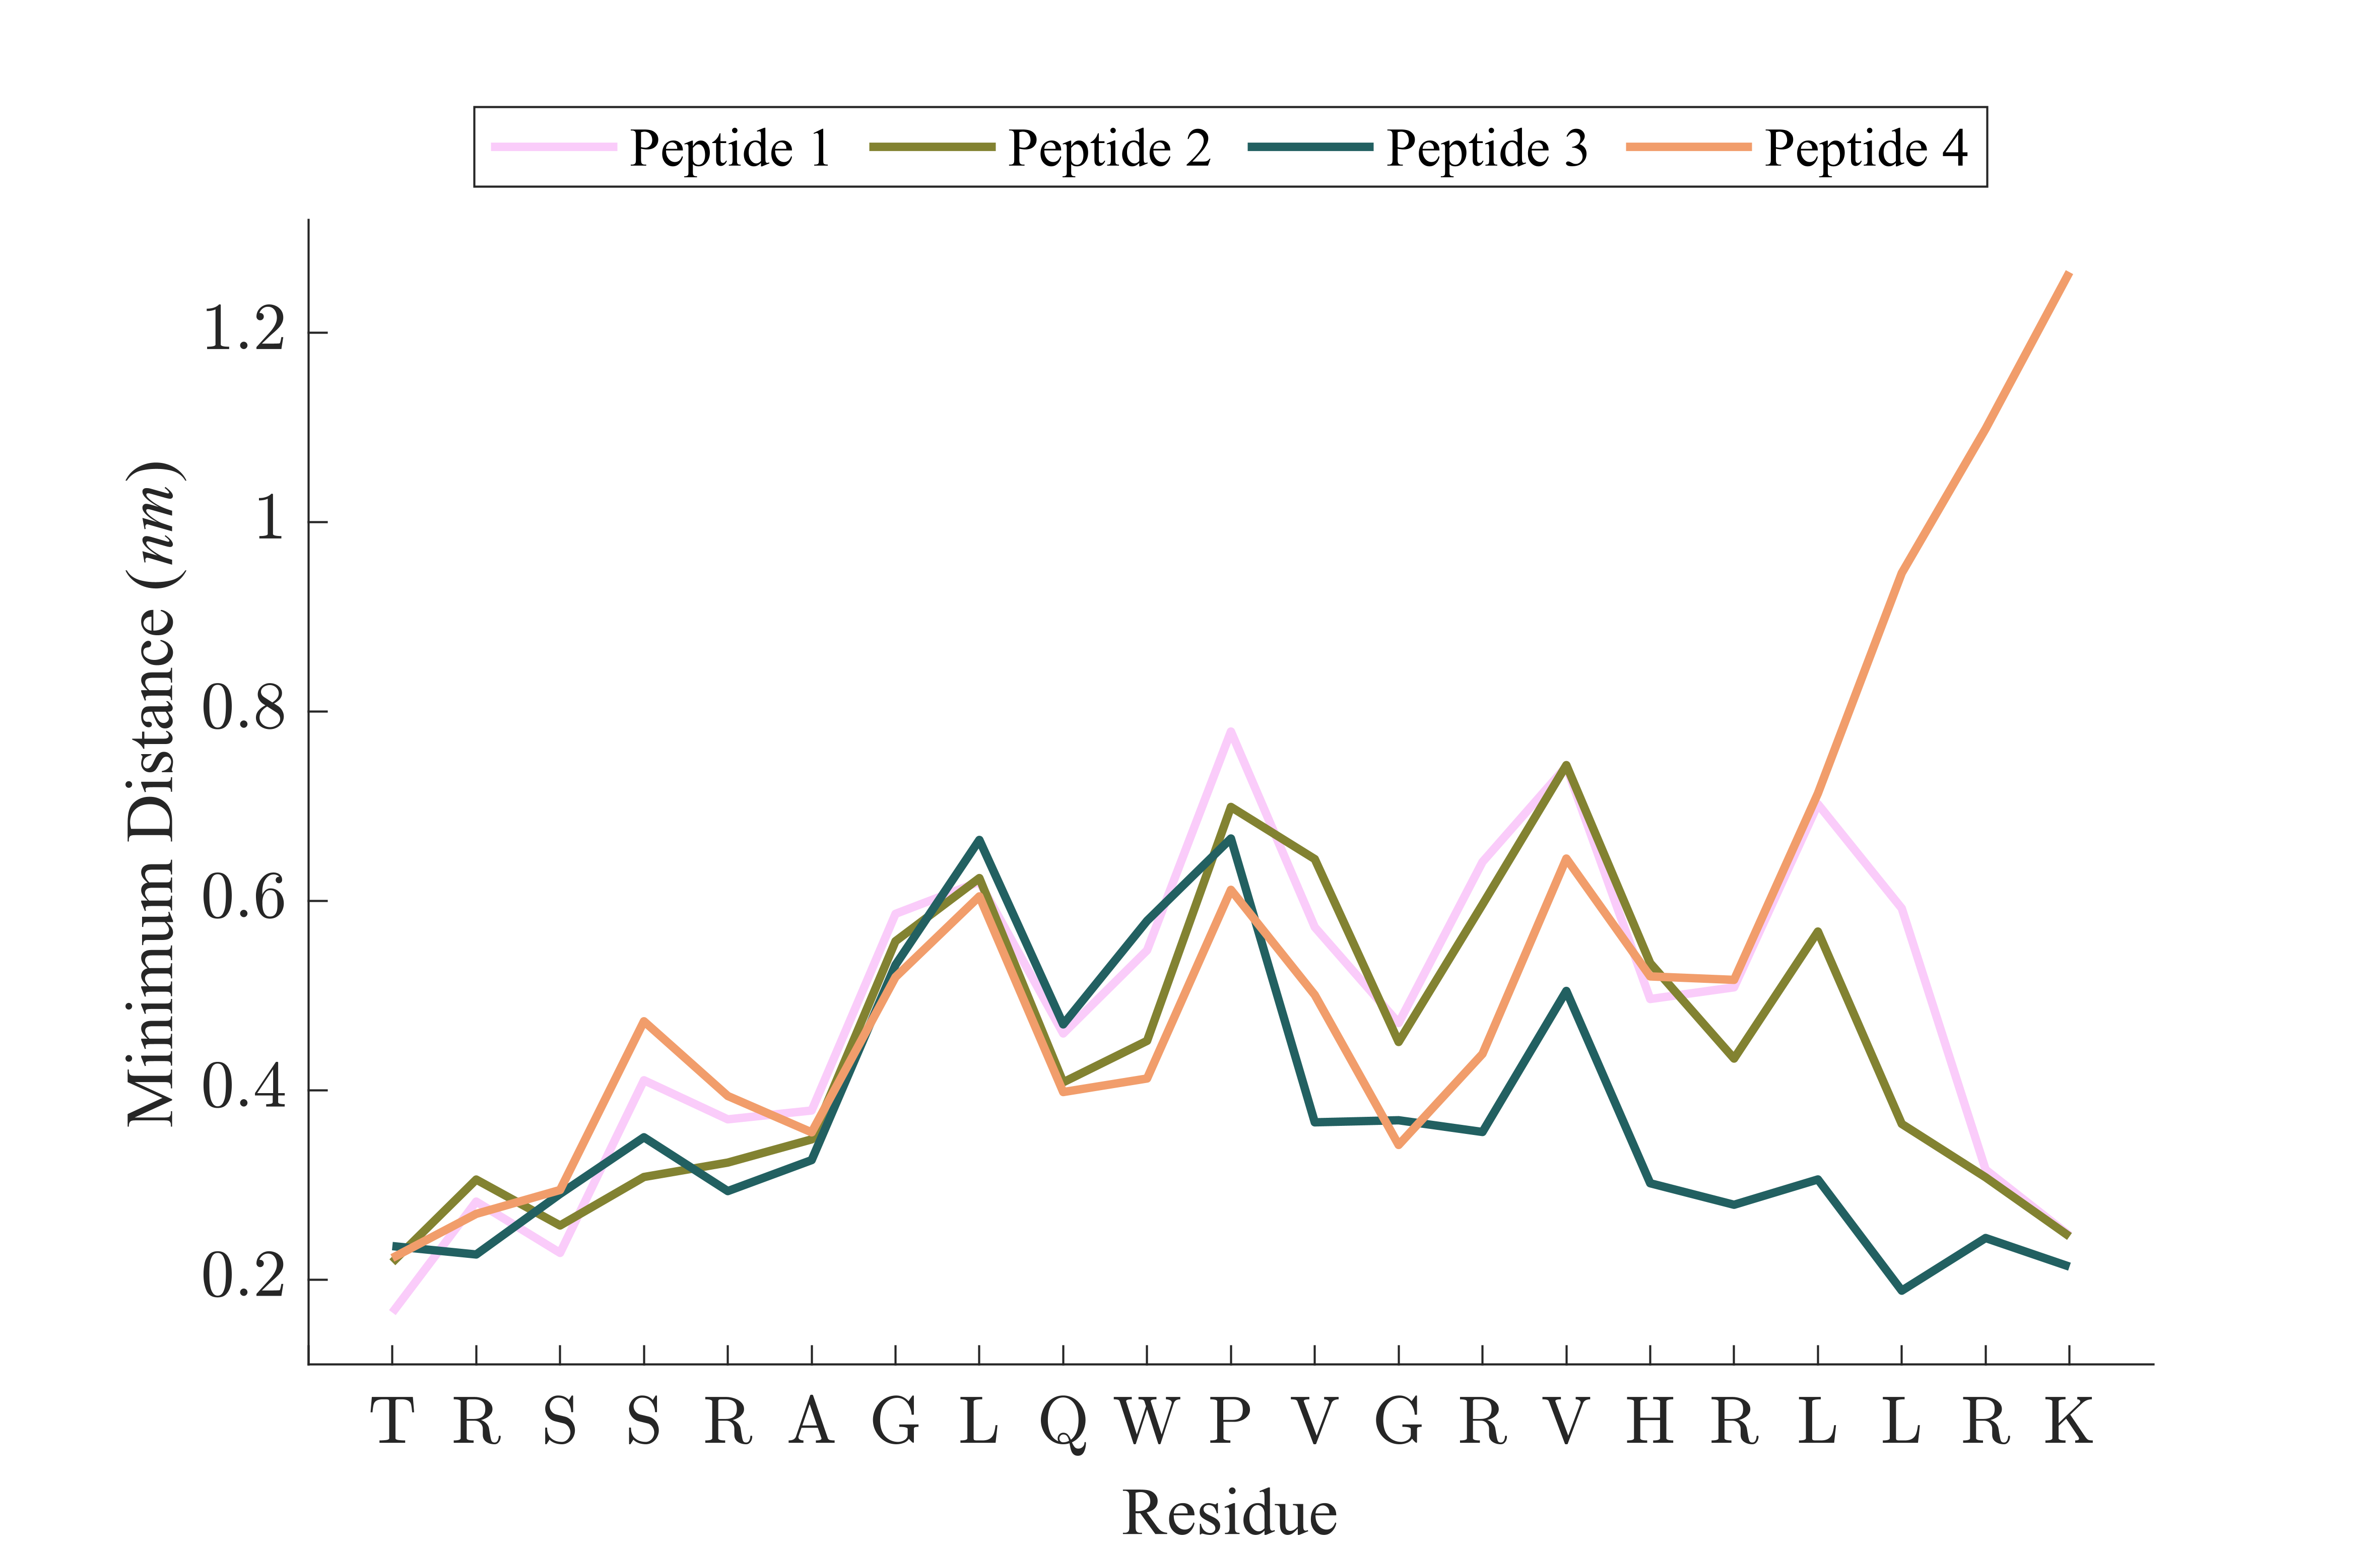 Peptide 1 Peptide 2 Peptide 3 Peptide 4
1.2
1
0.8
0.6
0.4
0.2
Minimum Distance (nm)
T R S S R A G L Q W P V G R V H R L L R K
Residue